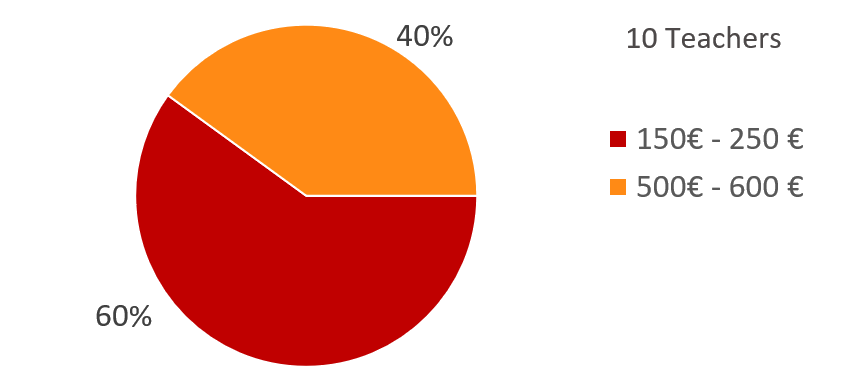 40%
10 Teachers
150€ - 250 €
500€ - 600 €
60%